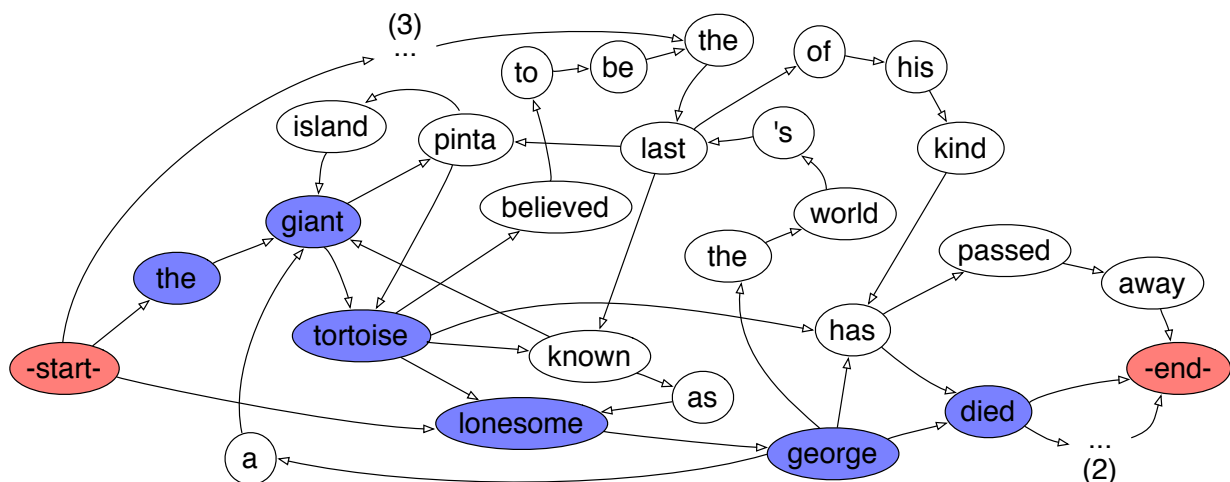 (3)
...
the
of
his
to
be
island
pinta
last
's
kind
believed
giant
world
the
the
passed
away
tortoise
has
known
-start-
-end-
as
lonesome
died
a
george
...
(2)